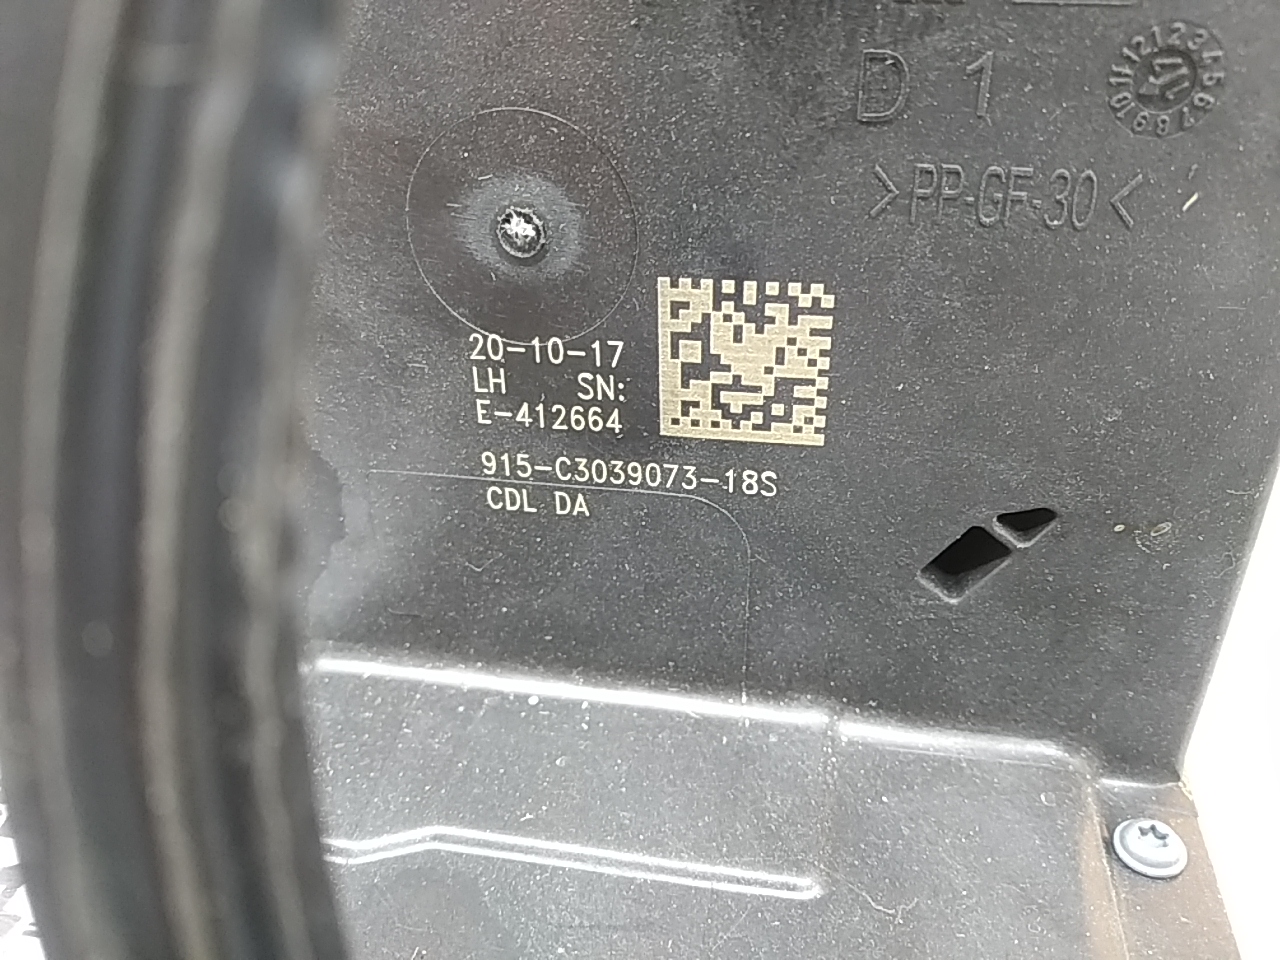 D 1
>PP-GF-30<
20-10-17
LH SN:
E-412664
915-C3039073-18S
CDL DA